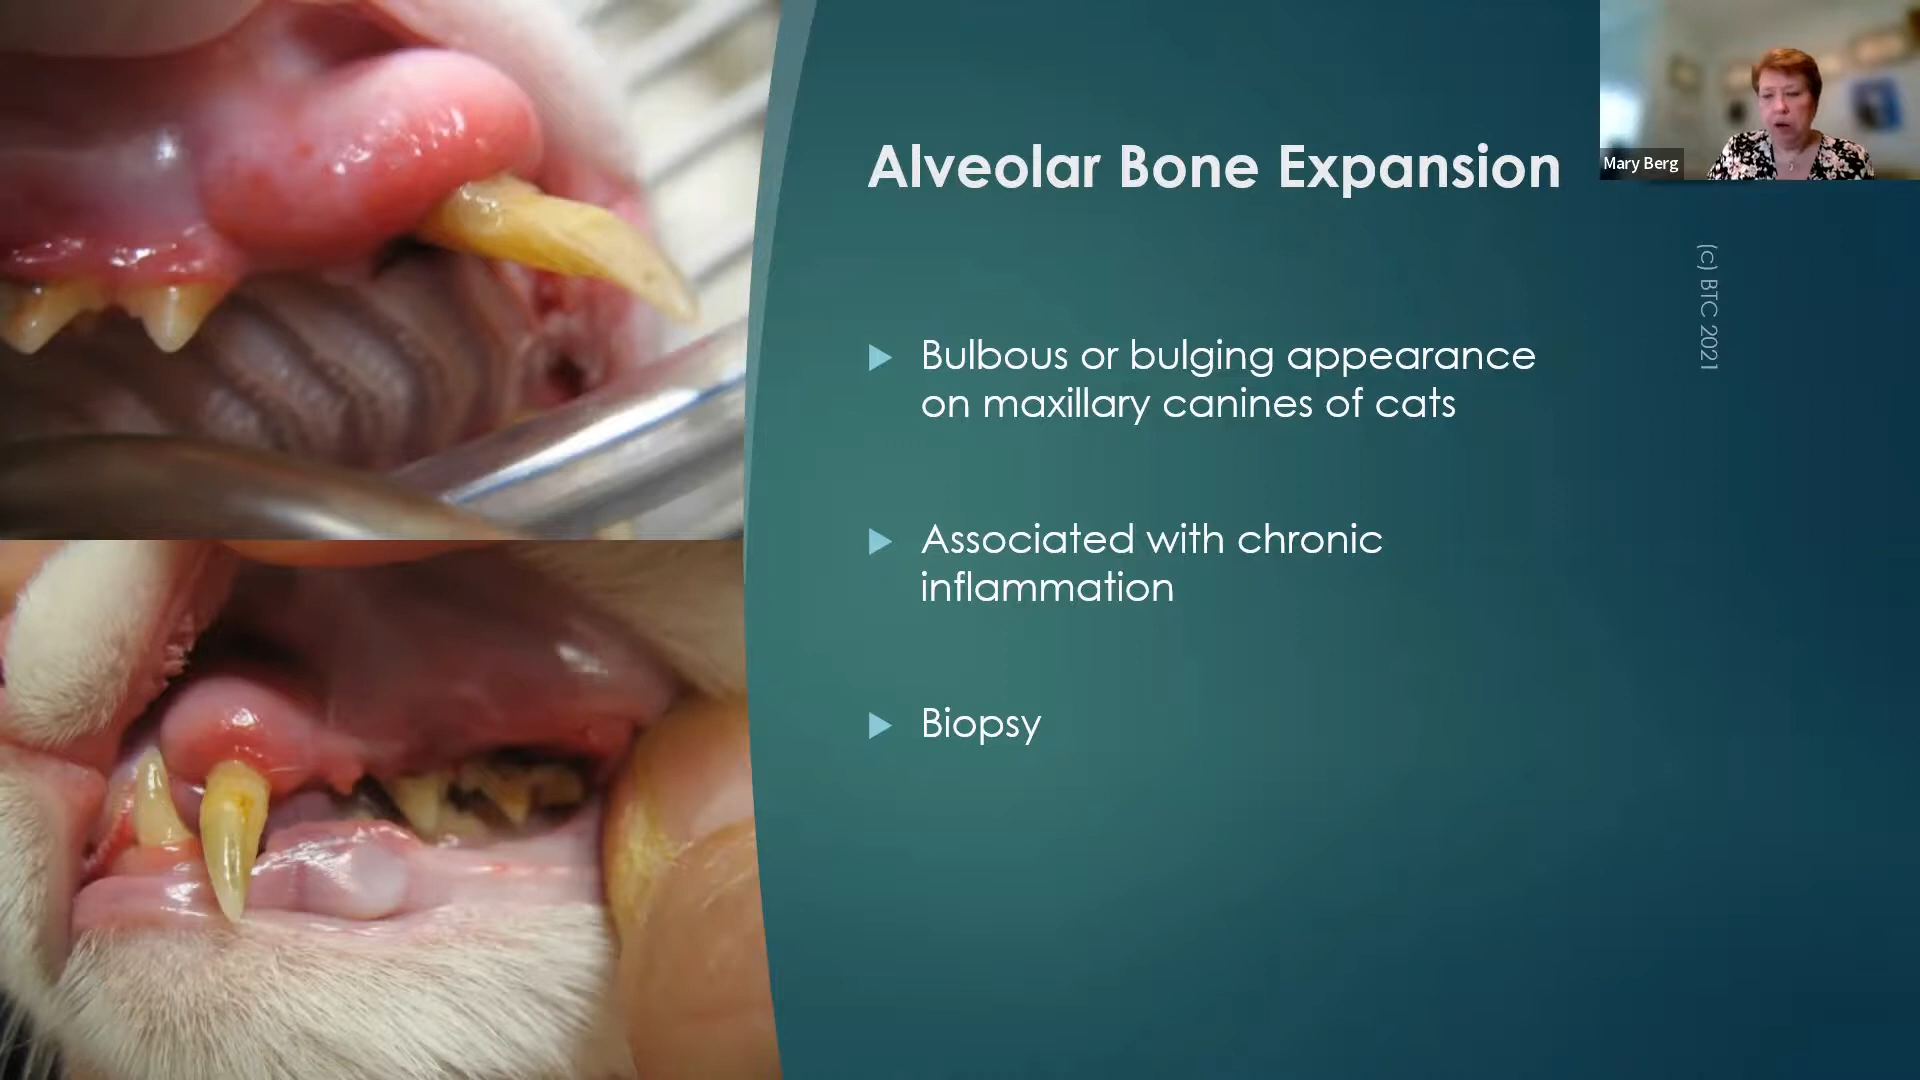 Alveolar Bone Expansion
Mary Berg
(c) BTC 2021
Bulbous or bulging appearance
on maxillary canines of cats
Associated with chronic
inflammation
Biopsy